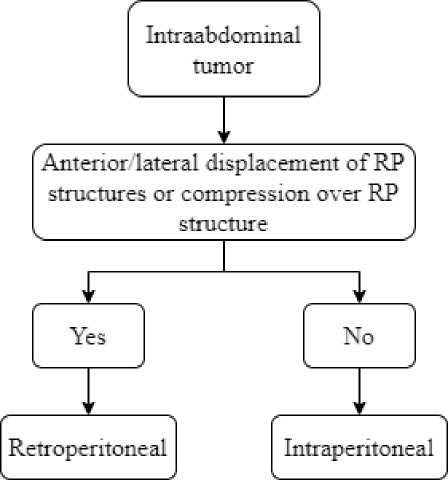 Intraabdominal
tumor
Anterior/lateral displacement of RP
structures or compression over RP
structure
Yes
No
Retroperitoneal
Intraperitoneal